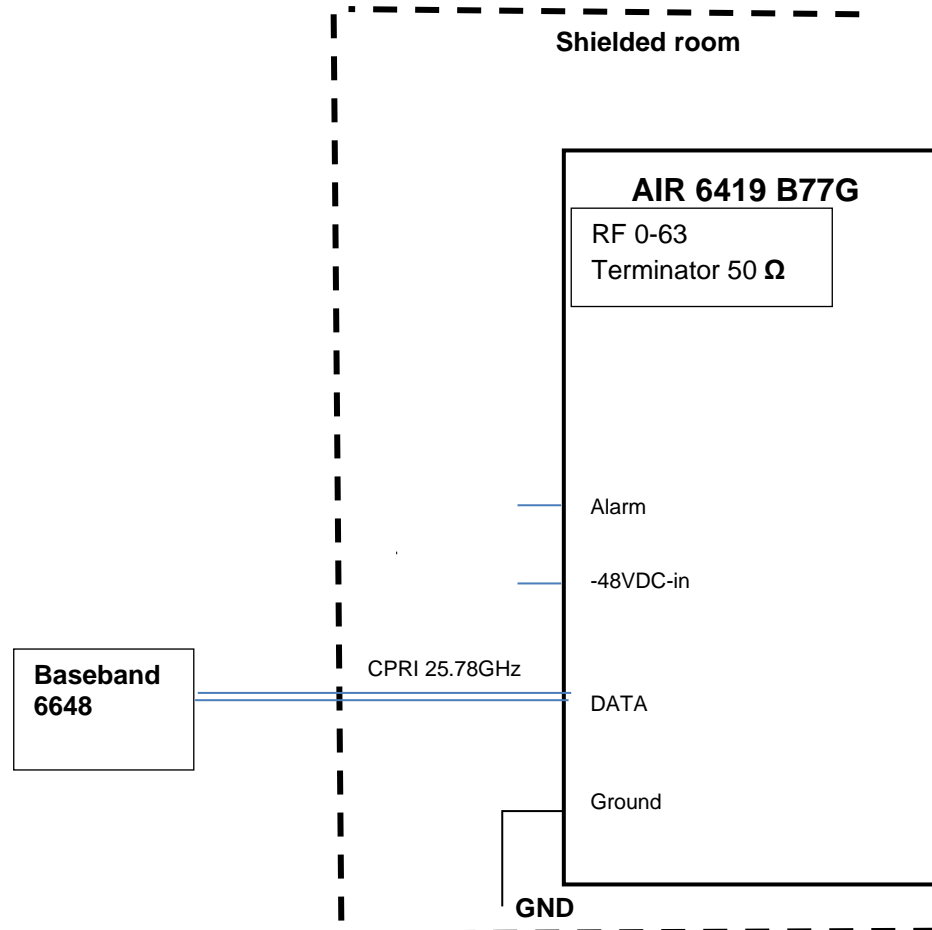 Shielded room
AIR 6419 B77G
RF 0-63
Terminator 50 Ω
Alarm
-48VDC-in
Baseband
6648
CPRI 25.78GHz
DATA
Ground
GND